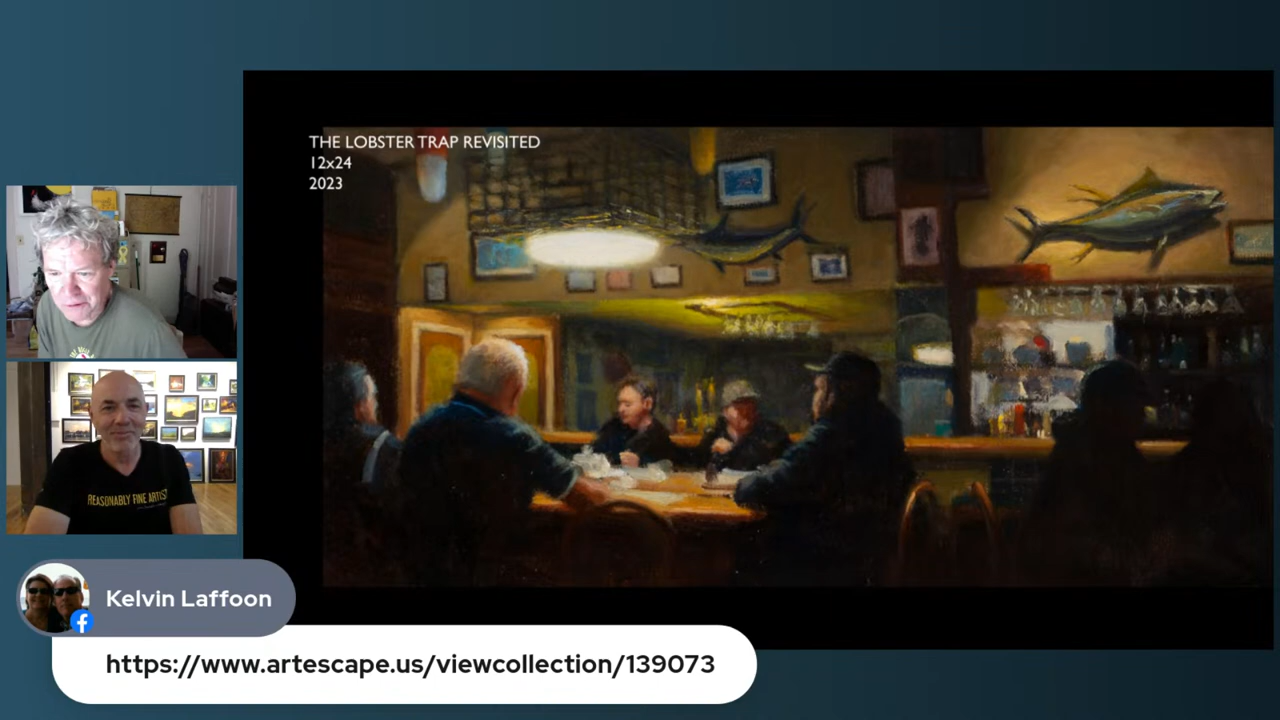 THE LOBSTER TRAP REVISITED
12x24
2023
REASONABLY FINE ARTIST
Kelvin Laffoon
https://www.artescape.us/viewcollection/139073